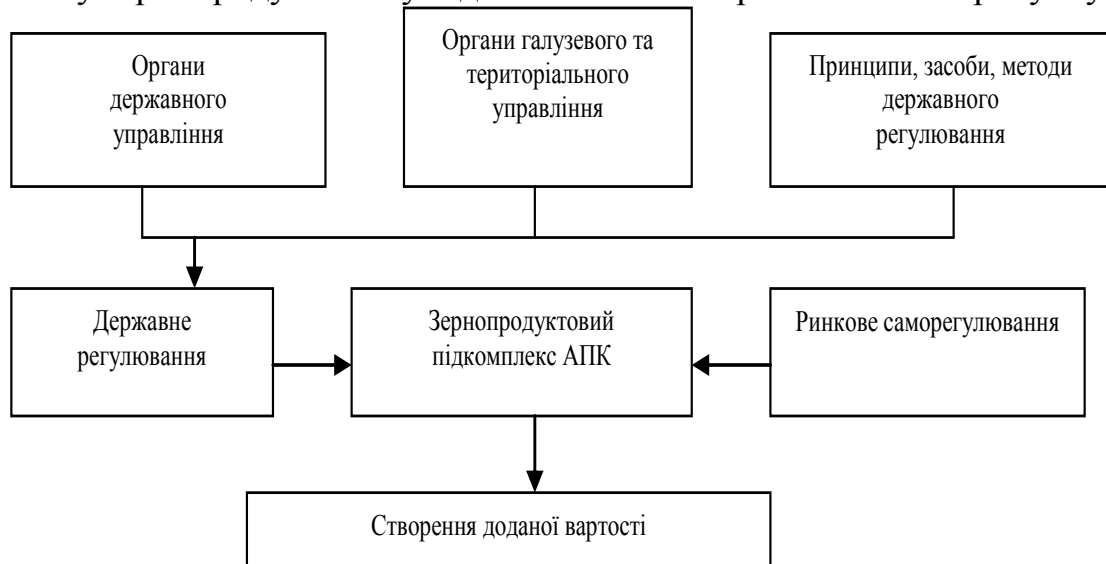 Органи
державного
управління
Органи галузевого та
територіального
управління
Принципи, засоби, методи
державного
регулювання
Державне
регулювання
Зернопродуктовий
підкомплекс АПК
Ринкове саморегулювання
Створення доданої вартості